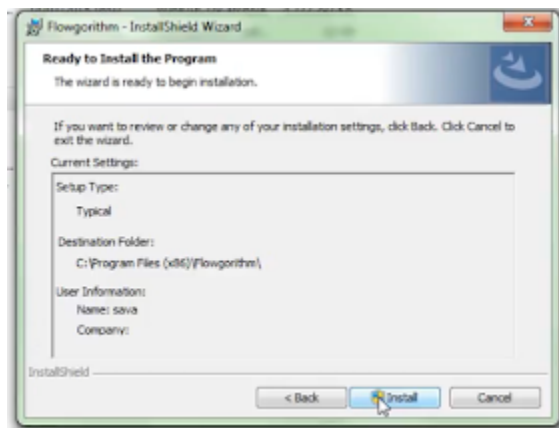 Flowgorithm - InstallShield Wizard
Ready to Install the Program
The wizard is ready to begin installation.
If you want to review or change any of your installation settings, click Back. Click Cancel to
exit the wizard.
Current Settings:
Setup Type:
Typical
Destination Folder:
C:\Program Files (x86)\Flowgorithm\
User Information:
Name: sava
Company:
InstallShield
< Back Install Cancel